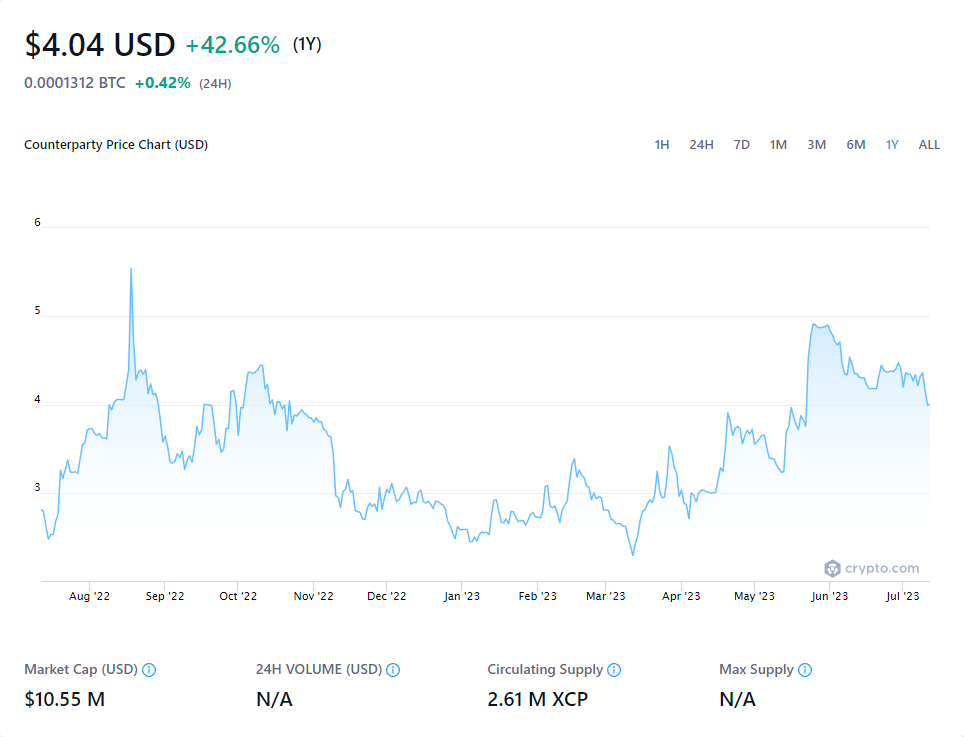 $4.04 USD +42.66% (1Y)
0.0001312 BTC +0.42% (24H)
Counterparty Price Chart (USD) 1H 24H 7D 1M 3M 6M 1Y ALL
6
5
4
3
crypto.com
Aug '22 Sep '22 Oct '22 Nov '22 Dec '22 Jan '23 Feb '23 Mar '23 Apr '23 May '23 Jun '23 Jul '23
Market Cap (USD) 24H VOLUME (USD) Circulating Supply Max Supply
$10.55 M N/A 2.61 M XCP N/A